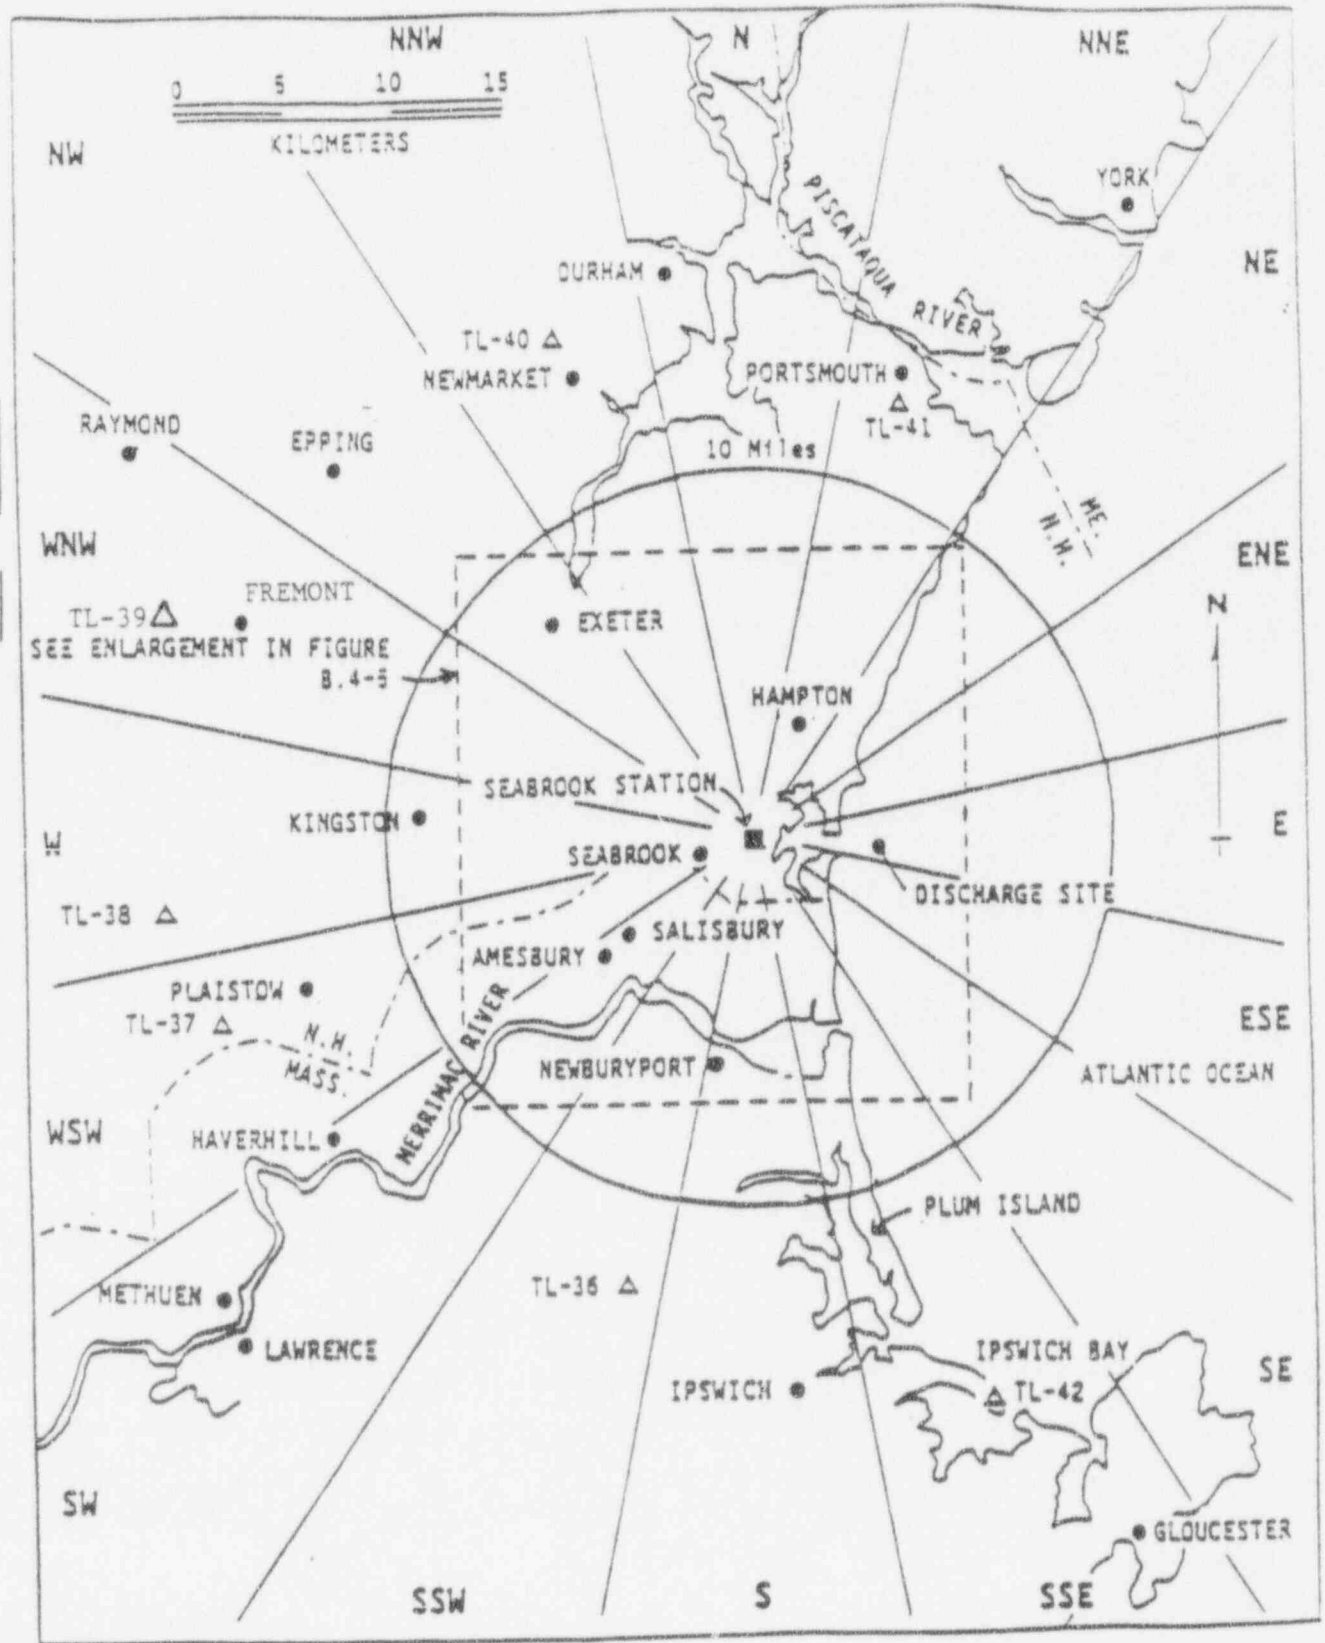 NNW
N
NNE
0 5 10 15
KILOMETERS
NW
YORK
PISCATAQUA
RIVER
NE
DURHAM
TL-40
NEWMARKET
PORTSMOUTH
TL-41
RAYMOND
EPPING
10 Miles
ME.
N.H.
WNW
ENE
FREMONT
TL-39
SEE ENLARGEMENT IN FIGURE
B.4-5
EXETER
N
HAMPTON
SEABROOK STATION
KINGSTON
W
E
SEABROOK
DISCHARGE SITE
TL-38
SALISBURY
AMESBURY
PLAISTOW
TL-37
N.H.
MASS.
MERRIMAC RIVER
ESE
NEWBURYPORT
ATLANTIC OCEAN
WSW
HAVERHILL
PLUM ISLAND
TL-36
METHUEN
LAWRENCE
IPSWICH BAY
SE
IPSWICH
TL-42
SW
GLOUCESTER
SSW
S
SSE